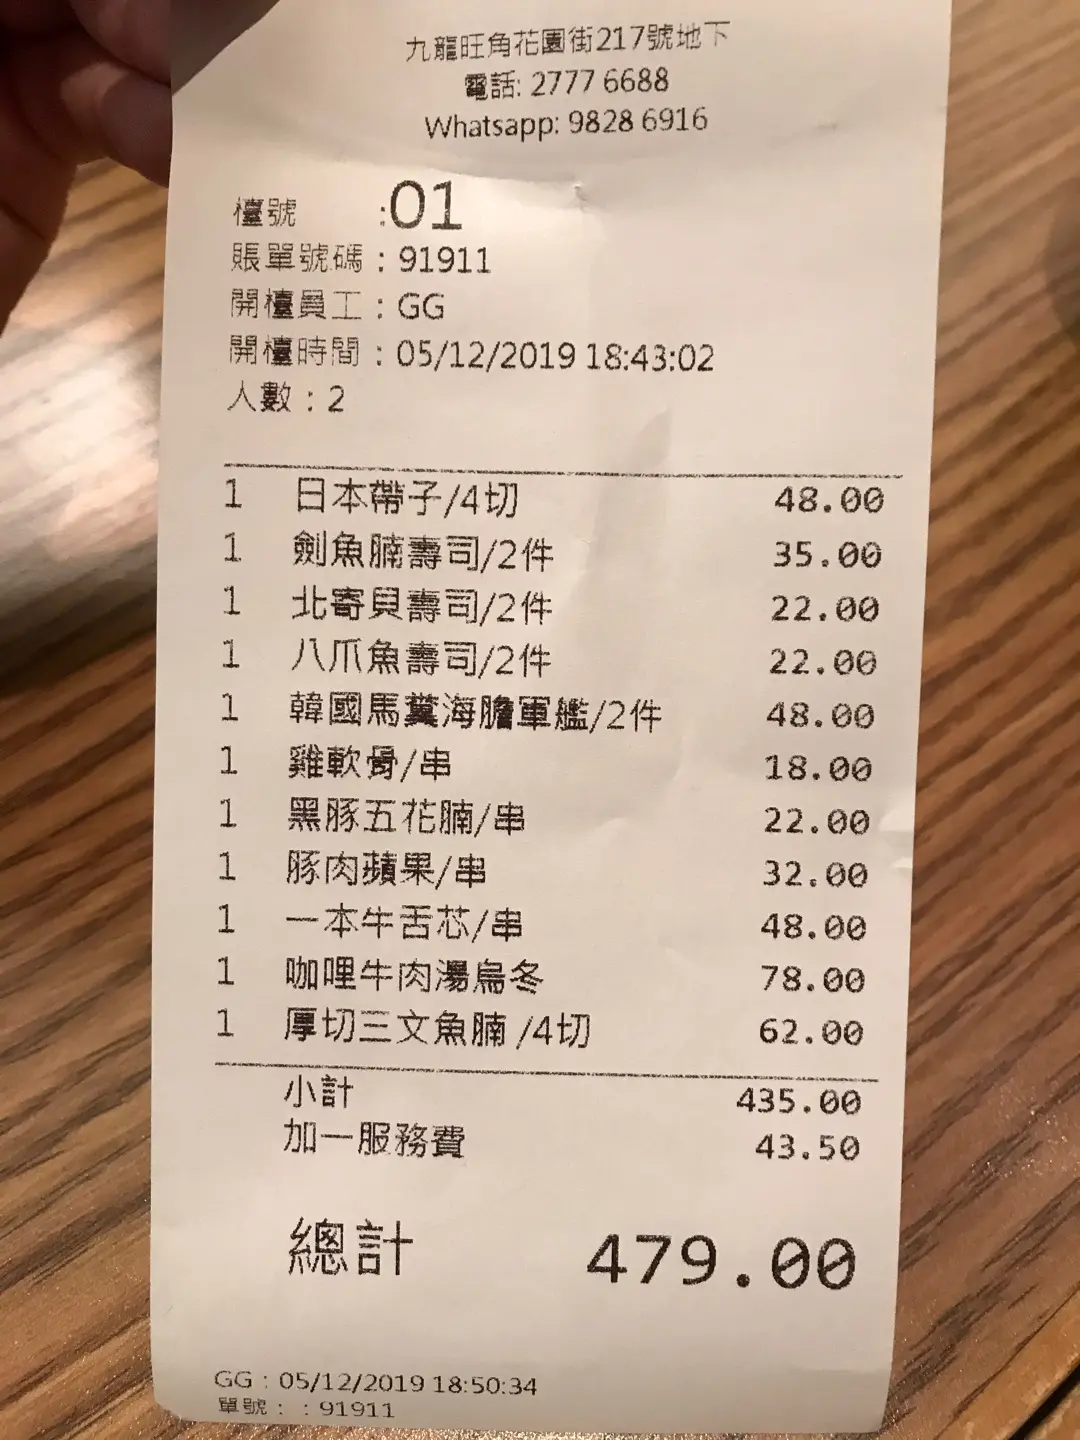 九龍旺角花園街217號地下
電話: 2777 6688
Whatsapp: 9828 6916
檯號 :01
賬單號碼 : 91911
開檯員工 : GG
開檯時間 : 05/12/2019 18:43:02
人數 : 2
1 日本帶子/4切 48.00
1 劍魚腩壽司/2件 35.00
1 北寄貝壽司/2件 22.00
1 八爪魚壽司/2件 22.00
1 韓國馬糞海膽軍艦/2件 48.00
1 雞軟骨/串 18.00
1 黑豚五花腩/串 22.00
1 豚肉蘋果/串 32.00
1 一本牛舌芯/串 48.00
1 咖哩牛肉湯烏冬 78.00
1 厚切三文魚腩 /4切 62.00
小計 435.00
加一服務費 43.50
總計 479.00
GG : 05/12/2019 18:50:34
單號 : : 91911